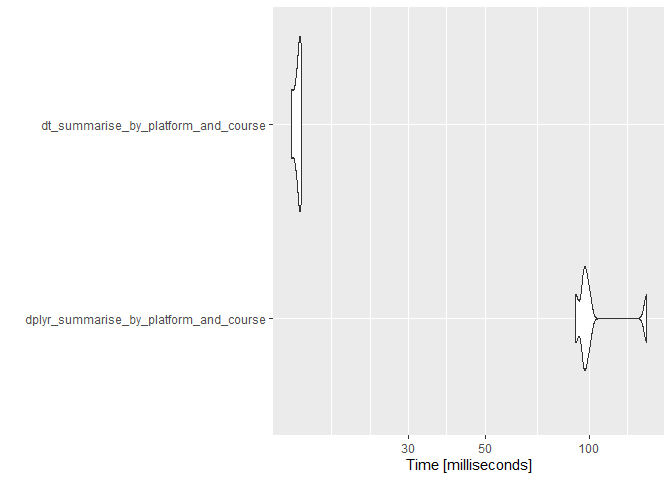 dt_summarise_by_platform_and_course
dplyr_summarise_by_platform_and_course
30 50 100
Time [milliseconds]